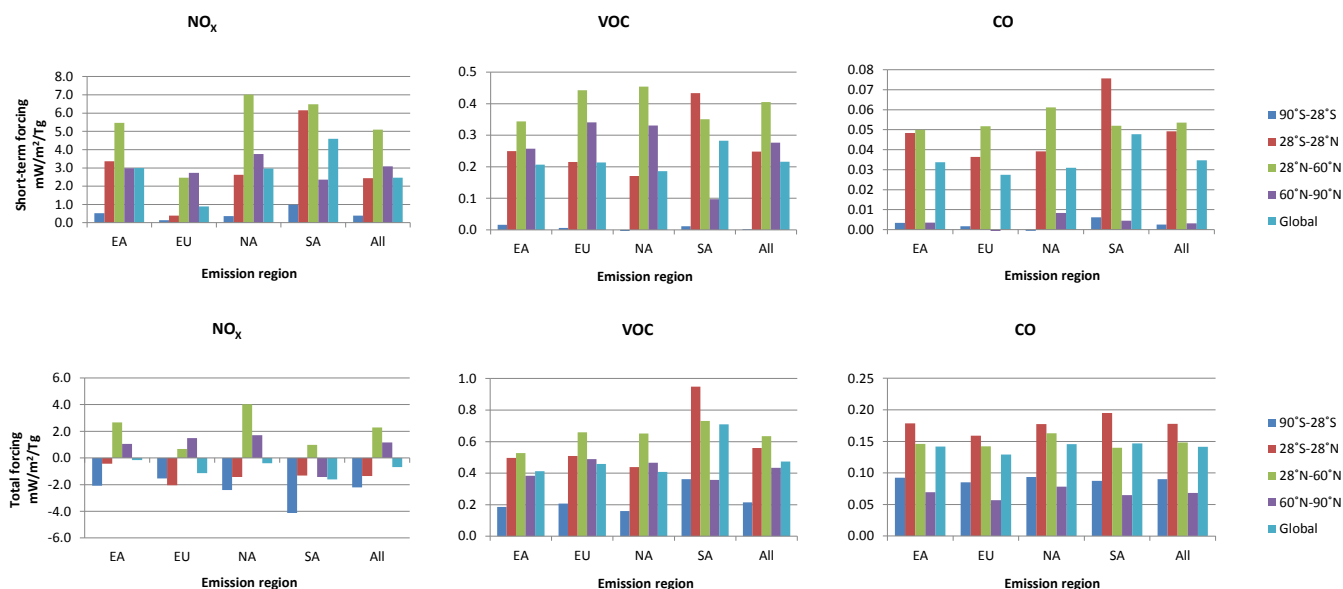 NOX
VOC
CO
Short-term forcing
mW/m²/Tg
8.0
7.0
6.0
5.0
4.0
3.0
2.0
1.0
0.0
EA EU NA SA All
Emission region
0.5
0.4
0.3
0.2
0.1
0.0
EA EU NA SA All
Emission region
0.08
0.07
0.06
0.05
0.04
0.03
0.02
0.01
0.00
EA EU NA SA All
Emission region
90˚S-28˚S
28˚S-28˚N
28˚N-60˚N
60˚N-90˚N
Global
NOX
VOC
CO
Total forcing
mW/m²/Tg
6.0
4.0
2.0
0.0
-2.0
-4.0
-6.0
EA EU NA SA All
Emission region
1.0
0.8
0.6
0.4
0.2
0.0
EA EU NA SA All
Emission region
0.25
0.20
0.15
0.10
0.05
0.00
EA EU NA SA All
Emission region
90˚S-28˚S
28˚S-28˚N
28˚N-60˚N
60˚N-90˚N
Global